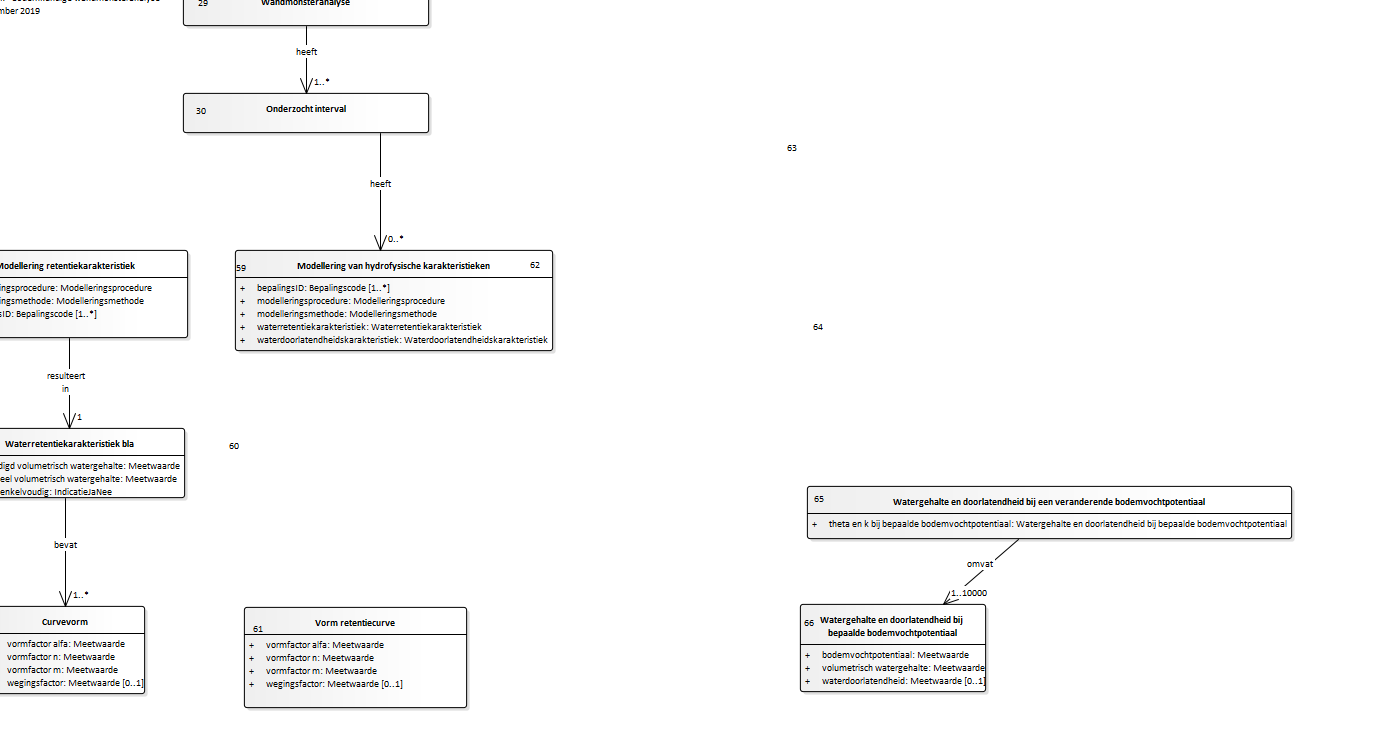 mber 2019
29
Wandmonsteranalyse
heeft
1..*
30
Onderzocht interval
63
heeft
0..*
Modellering retentiekarakteristiek
ingsprocedure: Modelleringsprocedure
ingsmethode: Modelleringsmethode
sID: Bepalingscode [1..*]
59
Modellering van hydrofysische karakteristieken
62
+ bepalingsID: Bepalingscode [1..*]
+ modelleringsprocedure: Modelleringsprocedure
+ modelleringsmethode: Modelleringsmethode
+ waterretentiekarakteristiek: Waterretentiekarakteristiek
+ waterdoorlatendheidskarakteristiek: Waterdoorlatendheidskarakteristiek
64
resulteert
in
1
Waterretentiekarakteristiek bla
digd volumetrisch watergehalte: Meetwaarde
eel volumetrisch watergehalte: Meetwaarde
enkelvoudig: IndicatieJaNee
60
65
Watergehalte en doorlatendheid bij een veranderende bodemvochtpotentiaal
+ theta en k bij bepaalde bodemvochtpotentiaal: Watergehalte en doorlatendheid bij bepaalde bodemvochtpotentiaal
bevat
1..*
omvat
1..10000
Curvevorm
vormfactor alfa: Meetwaarde
vormfactor n: Meetwaarde
vormfactor m: Meetwaarde
wegingsfactor: Meetwaarde [0..1]
61
Vorm retentiecurve
+ vormfactor alfa: Meetwaarde
+ vormfactor n: Meetwaarde
+ vormfactor m: Meetwaarde
+ wegingsfactor: Meetwaarde [0..1]
66
Watergehalte en doorlatendheid bij
bepaalde bodemvochtpotentiaal
+ bodemvochtpotentiaal: Meetwaarde
+ volumetrisch watergehalte: Meetwaarde
+ waterdoorlatendheid: Meetwaarde [0..1]